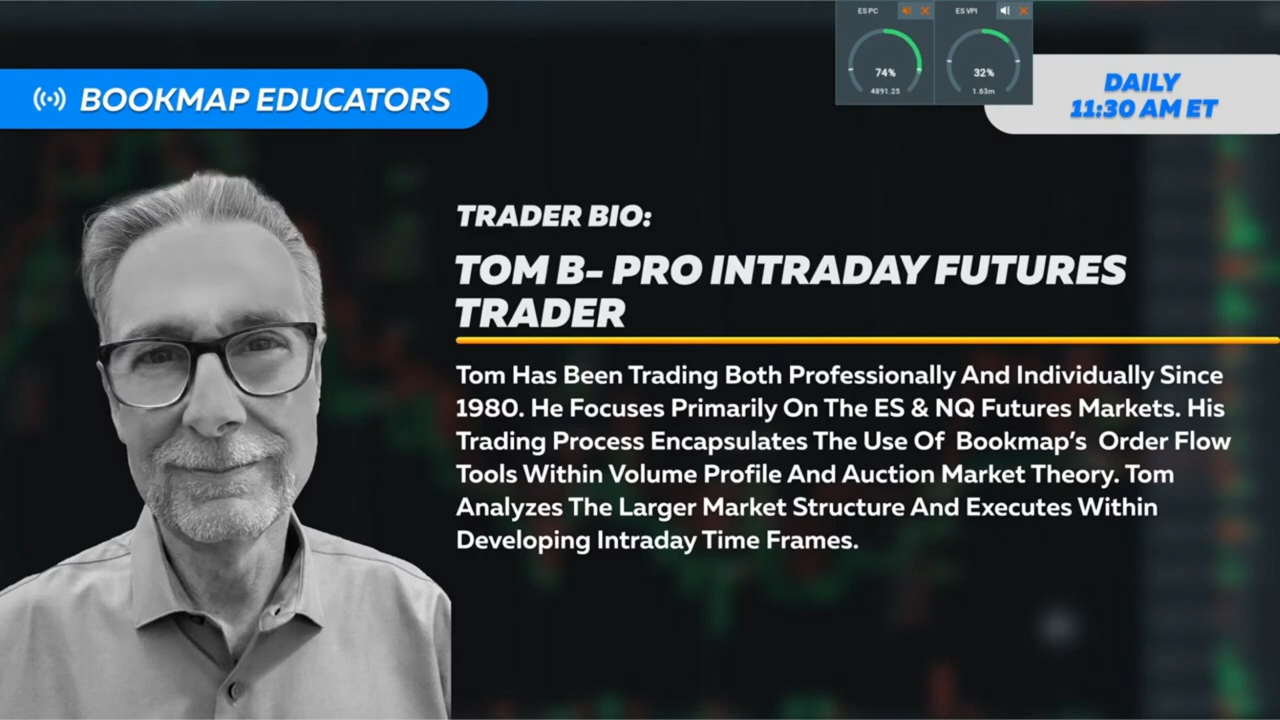 ES PC
ES VPI
74%
32%
4891.25
1.63m
BOOKMAP EDUCATORS
DAILY
11:30 AM ET
TRADER BIO:
TOM B- PRO INTRADAY FUTURES
TRADER
Tom Has Been Trading Both Professionally And Individually Since
1980. He Focuses Primarily On The ES & NQ Futures Markets. His
Trading Process Encapsulates The Use Of Bookmap's Order Flow
Tools Within Volume Profile And Auction Market Theory. Tom
Analyzes The Larger Market Structure And Executes Within
Developing Intraday Time Frames.